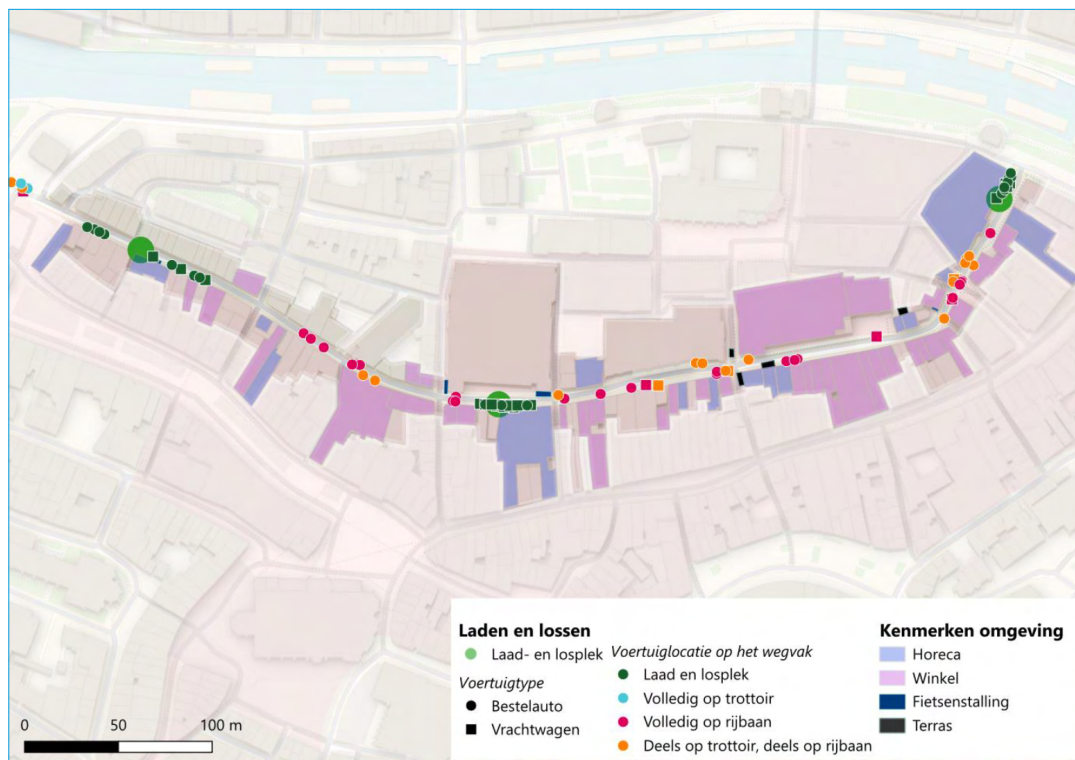 Laden en lossen
Laad- en losplek
Voertuigtype
Bestelauto
Vrachtwagen
Voertuiglocatie op het wegvak
Laad en losplek
Volledig op trottoir
Volledig op rijbaan
Deels op trottoir, deels op rijbaan
Kenmerken omgeving
Horeca
Winkel
Fietsenstalling
Terras
0 50 100 m